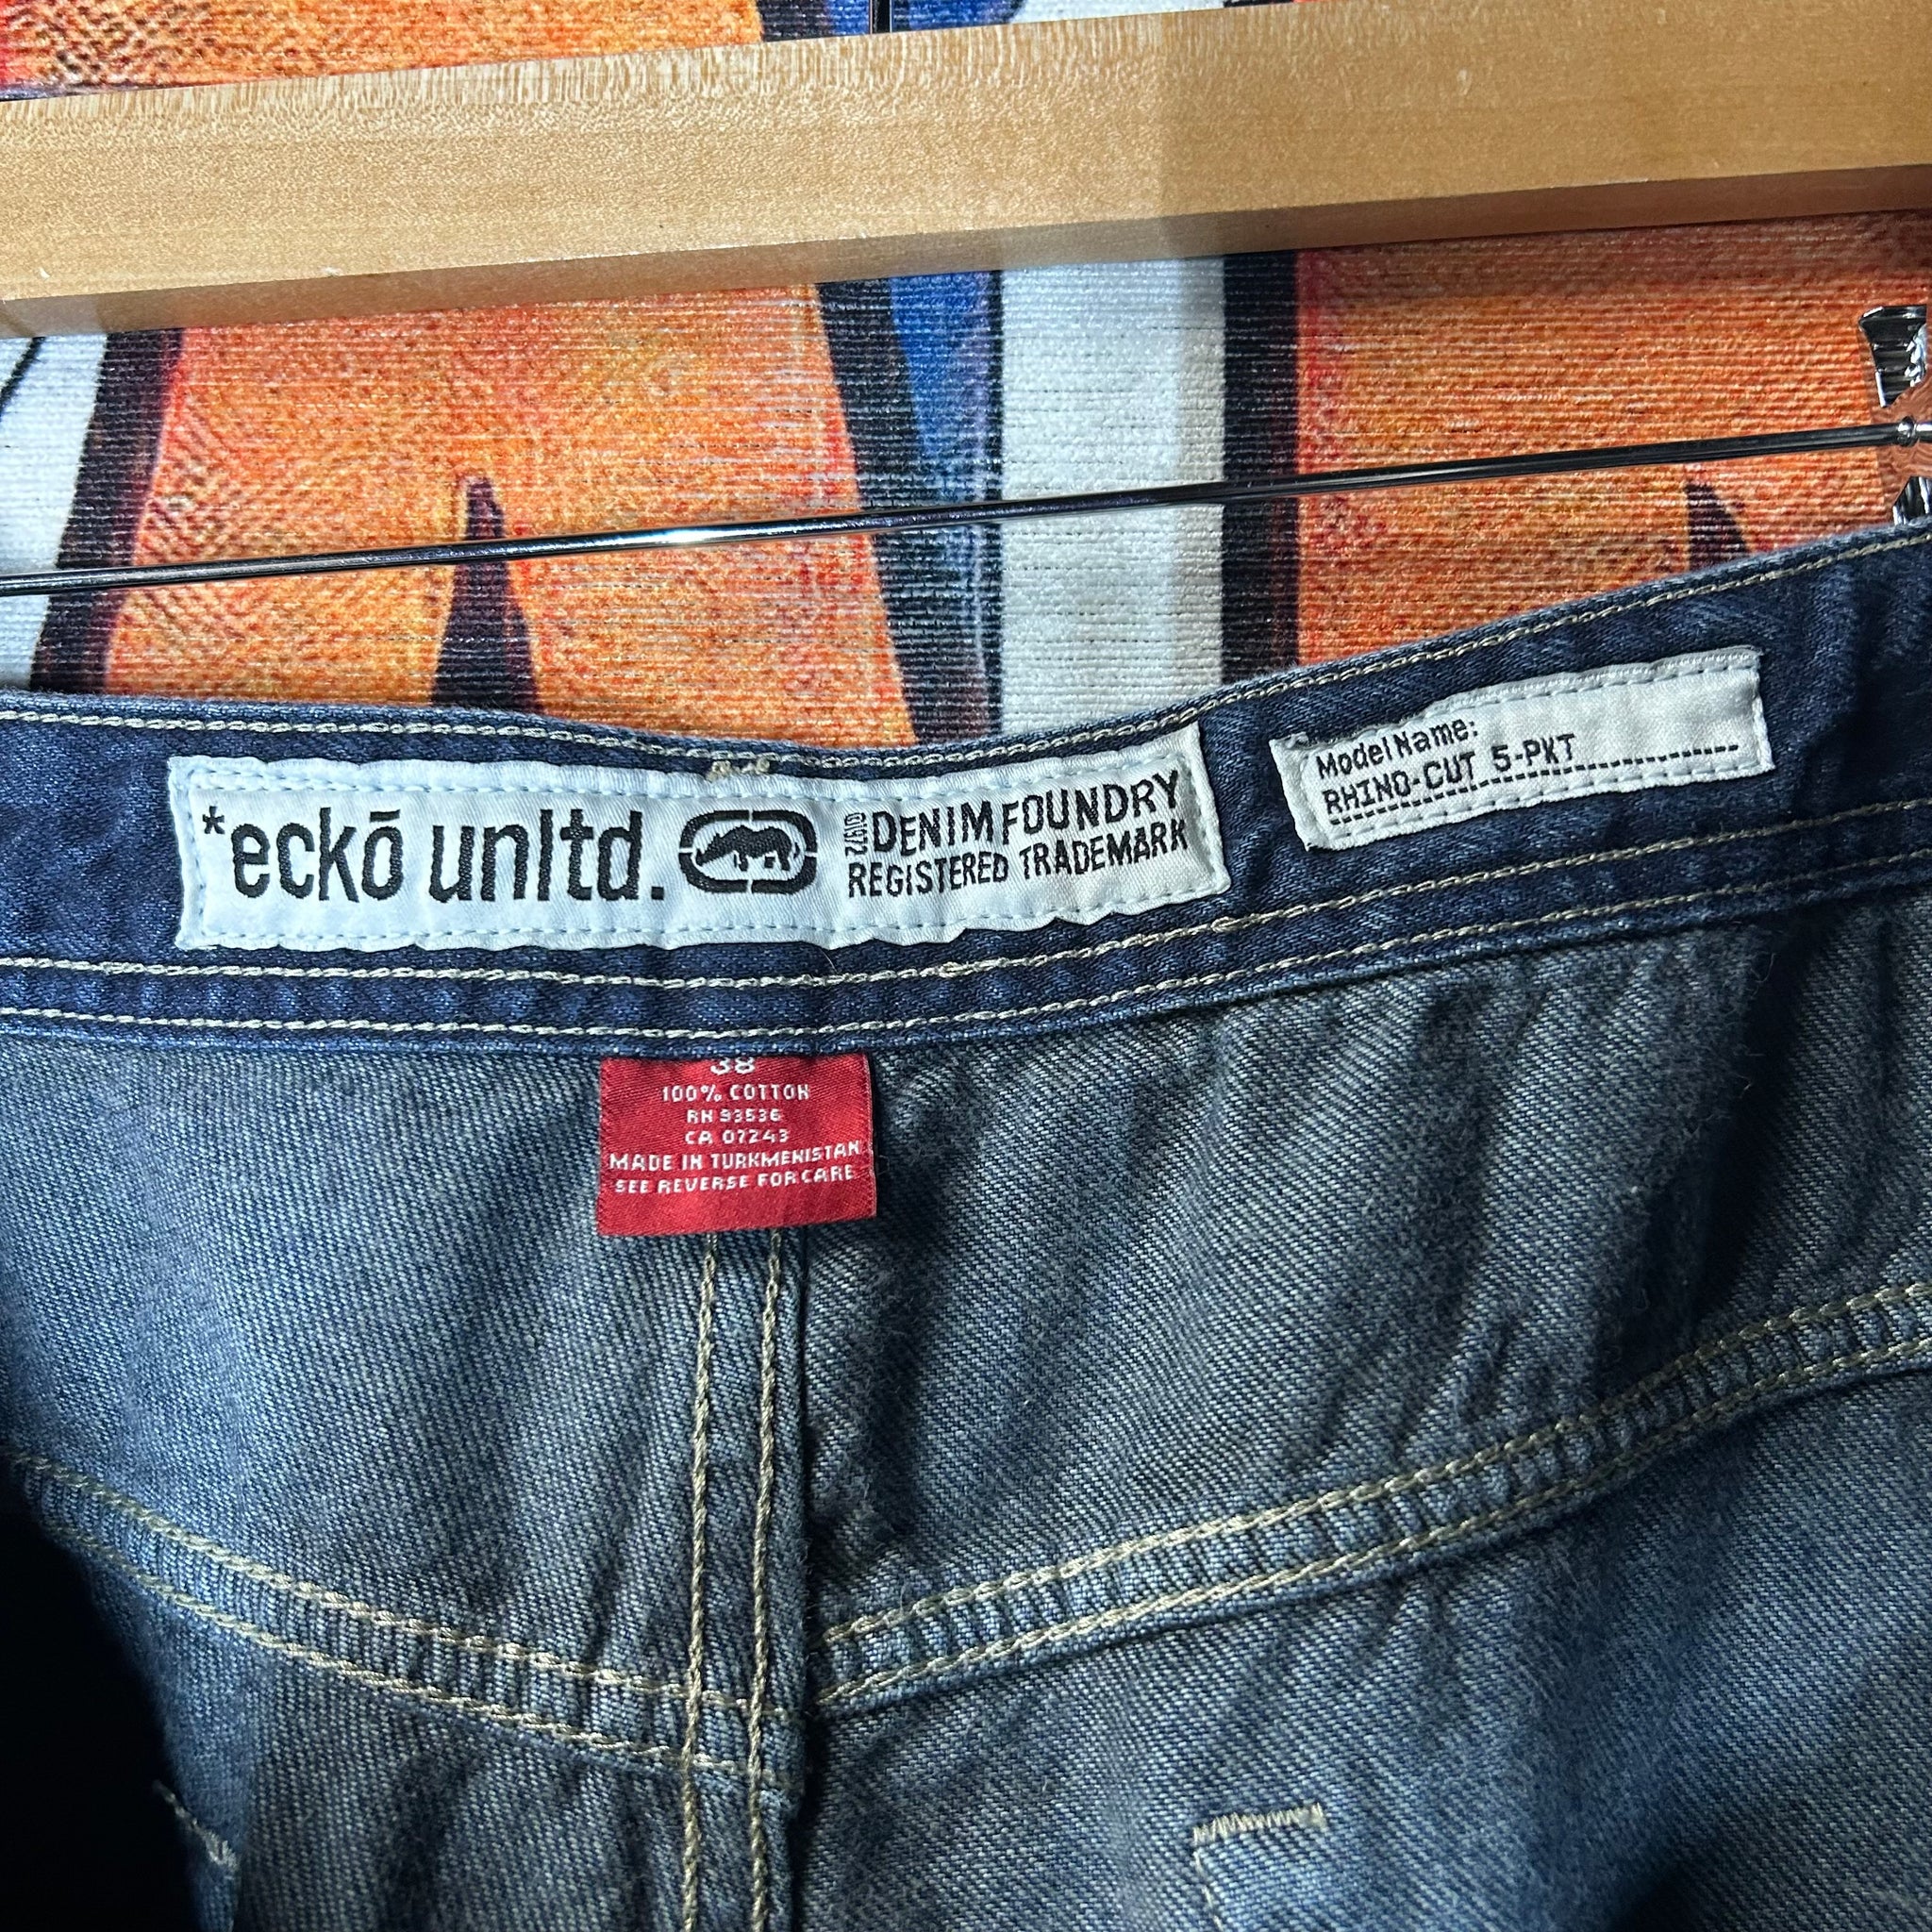 *eckō unltd.
©1972
DENIM FOUNDRY
REGISTERED TRADEMARK
Model Name:
RHINO-CUT 5-PKT
38
100% COTTON
RN 93536
CA 07243
MADE IN TURKMENISTAN
SEE REVERSE FOR CARE